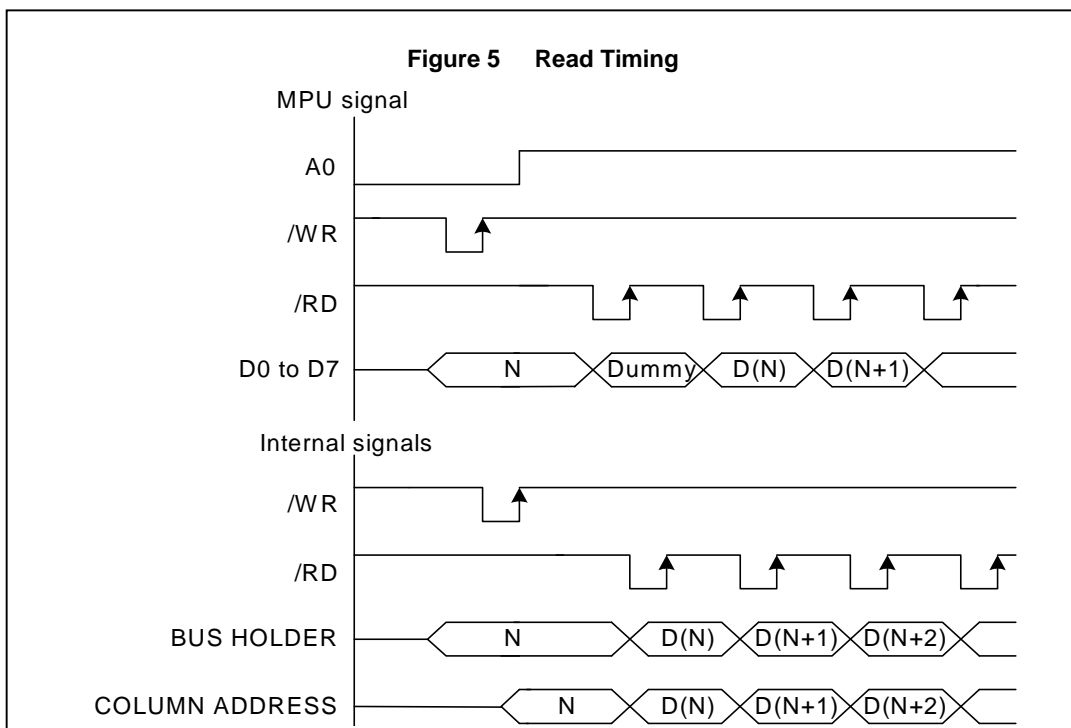 Figure 5 Read Timing
MPU signal
A0
/WR
/RD
D0 to D7 N Dummy D(N) D(N+1)
Internal signals
/WR
/RD
BUS HOLDER N D(N) D(N+1) D(N+2)
COLUMN ADDRESS N D(N) D(N+1) D(N+2)